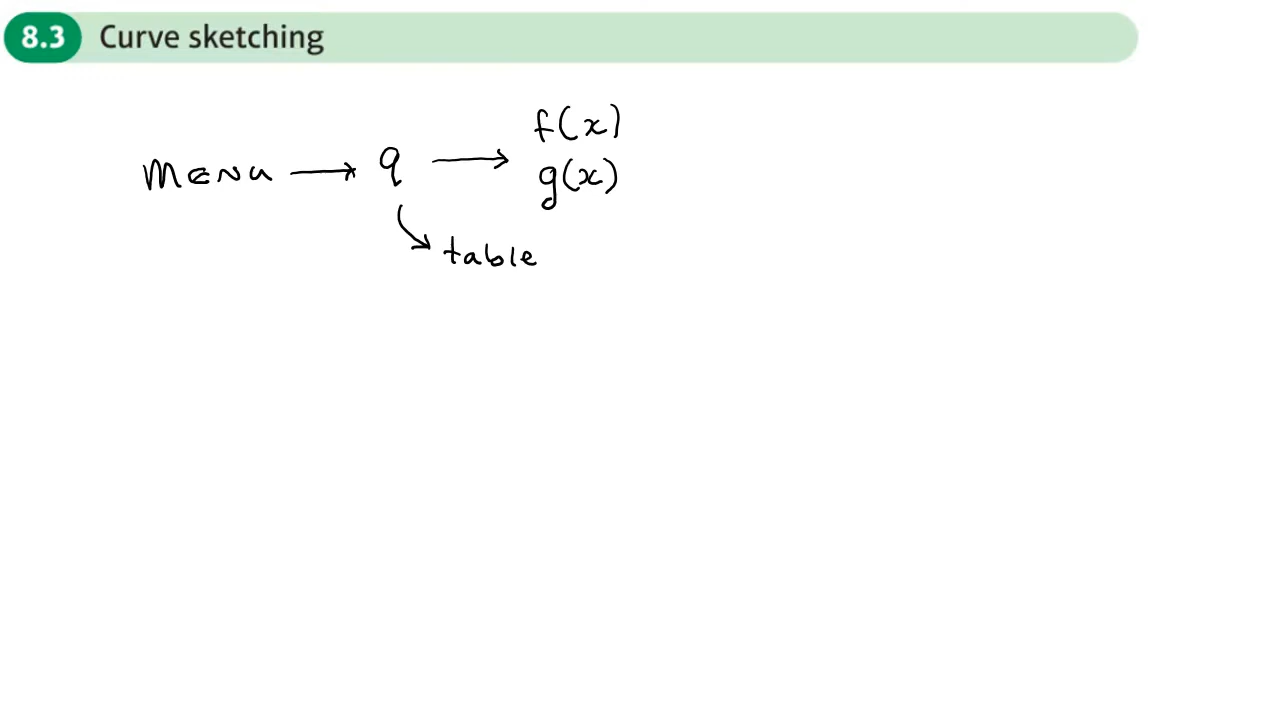 8.3 Curve sketching
f(x)
MENU → 9 → g(x)
table